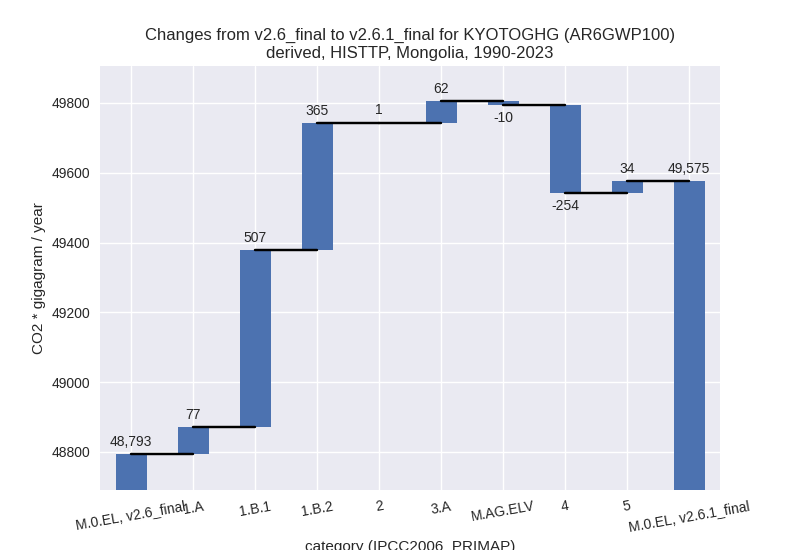 Changes from v2.6_final to v2.6.1_final for KYOTOGHG (AR6GWP100)
derived, HISTTP, Mongolia, 1990-2023
CO2 * gigagram / year
49800
49600
49400
49200
49000
48800
48,793
77
507
365
1
62
-10
-254
34
49,575
M.0.EL, v2.6_final
1.A
1.B.1
1.B.2
2
3.A
M.AG.ELV
4
5
M.0.EL, v2.6.1_final
category (IPCC2006_PRIMAP)